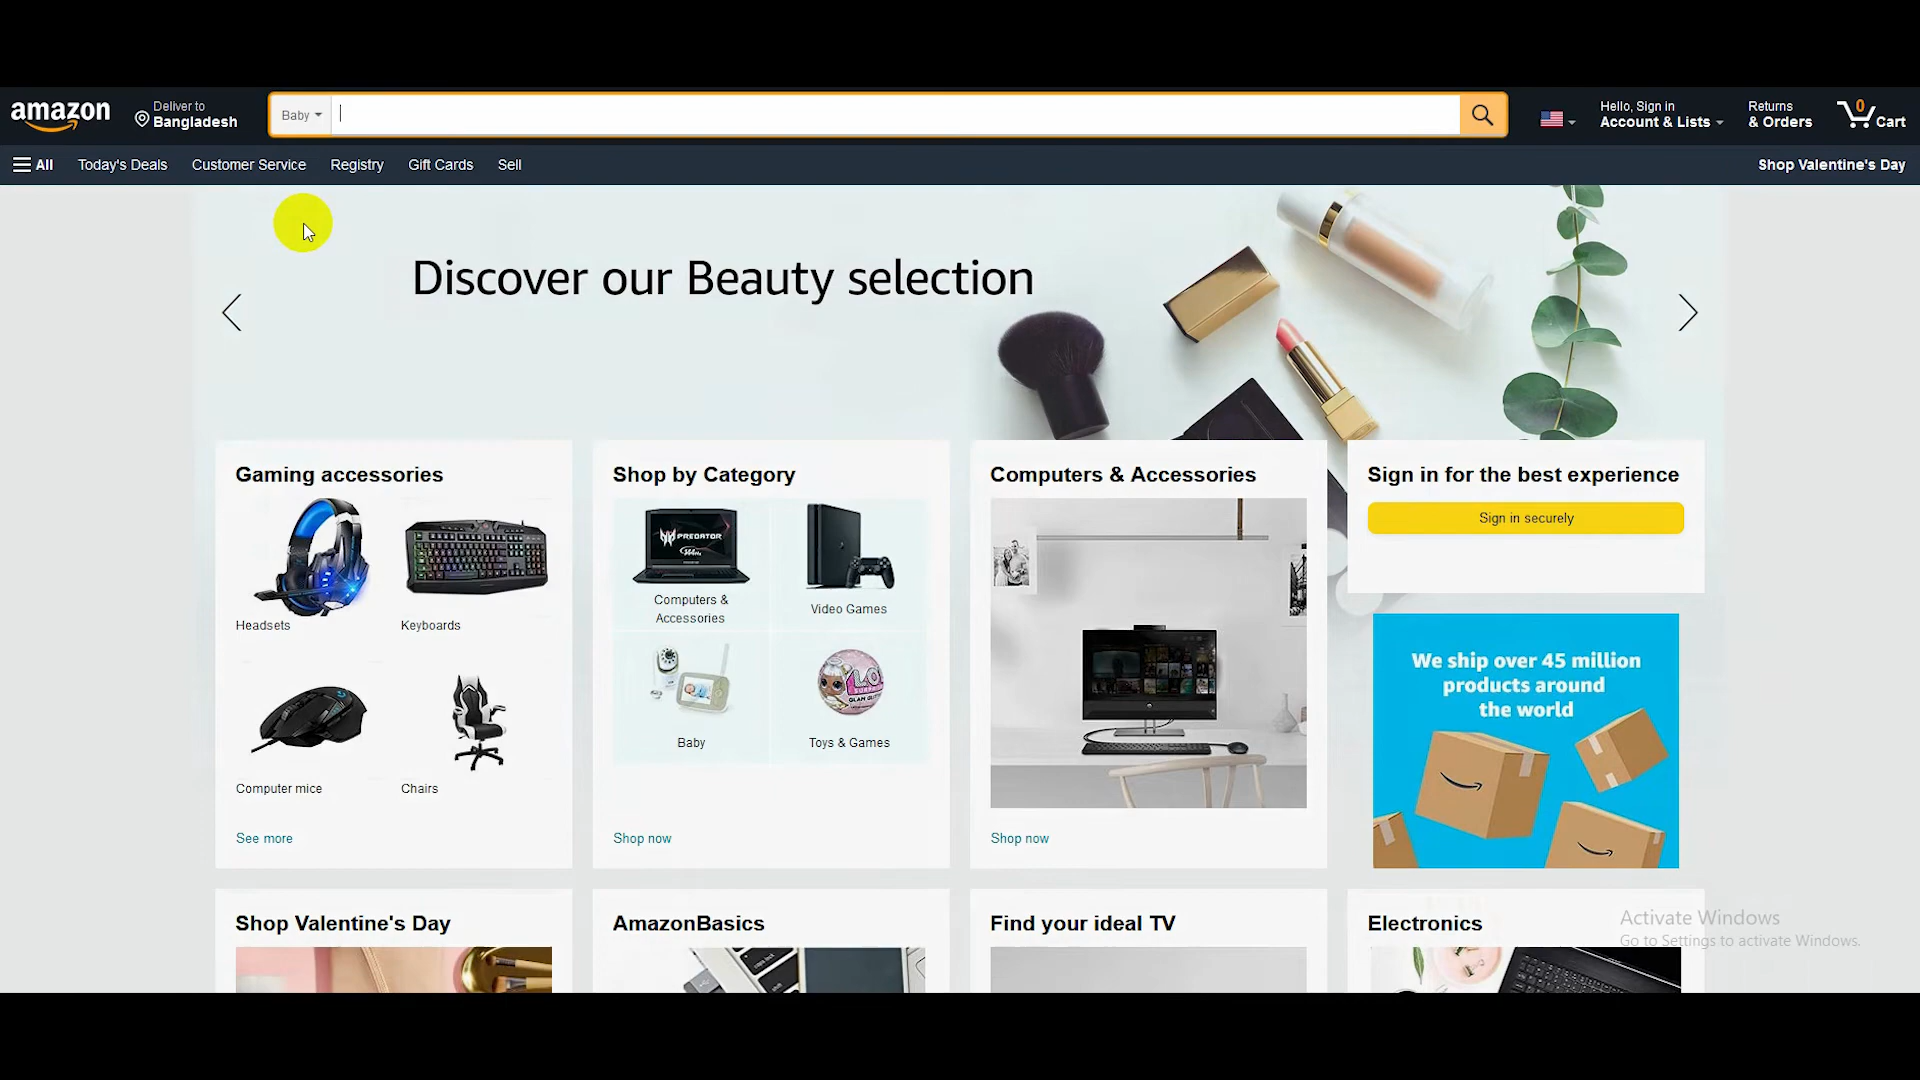 amazon
Deliver to
Bangladesh
Baby
Hello, Sign in
Account & Lists
Returns
& Orders
0
Cart
All
Today's Deals
Customer Service
Registry
Gift Cards
Sell
Shop Valentine's Day
Discover our Beauty selection
Gaming accessories
Headsets
Keyboards
Computer mice
Chairs
See more
Shop by Category
PREDATOR
Computers &
Accessories
Video Games
L.O.L.
SURPRISE
Baby
Toys & Games
Shop now
Computers & Accessories
Shop now
Sign in for the best experience
Sign in securely
We ship over 45 million
products around
the world
Shop Valentine's Day
AmazonBasics
Find your ideal TV
Electronics
Activate Windows
Go to Settings to activate Windows.